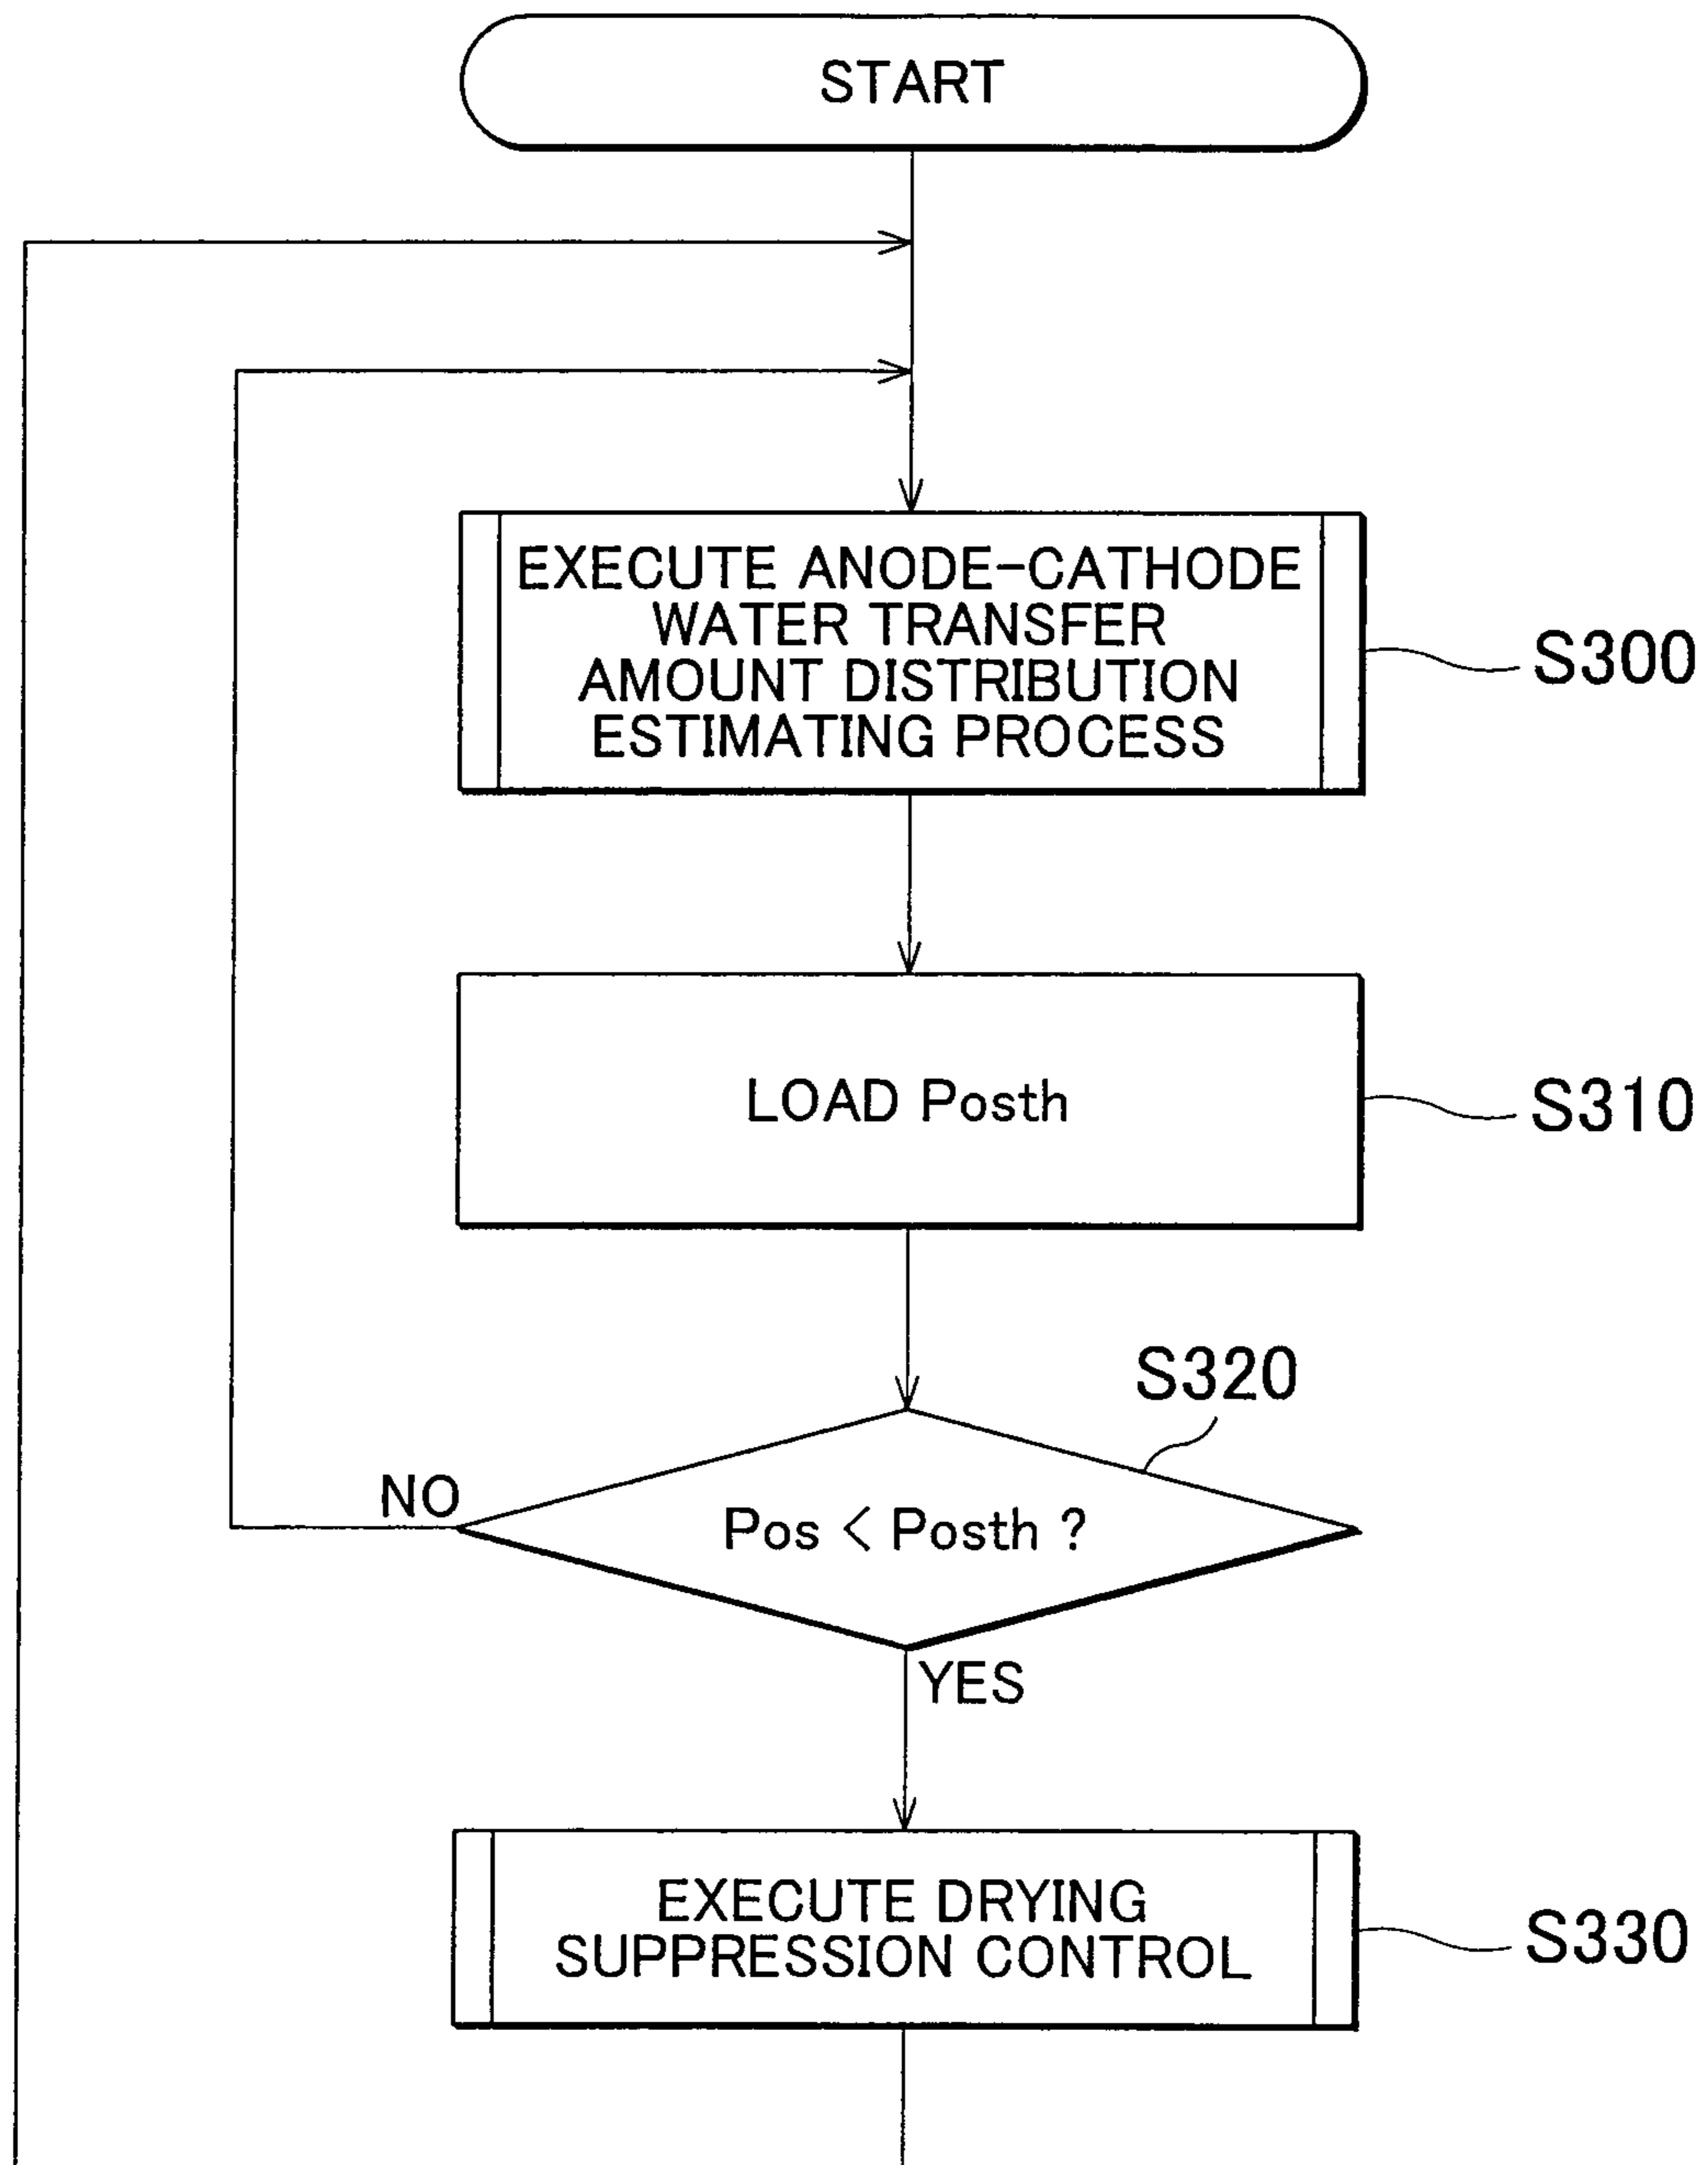 START
EXECUTE ANODE-CATHODE
WATER TRANSFER
AMOUNT DISTRIBUTION
ESTIMATING PROCESS
S300
LOAD Posth
S310
S320
NO
Pos < Posth ?
YES
EXECUTE DRYING
SUPPRESSION CONTROL
S330